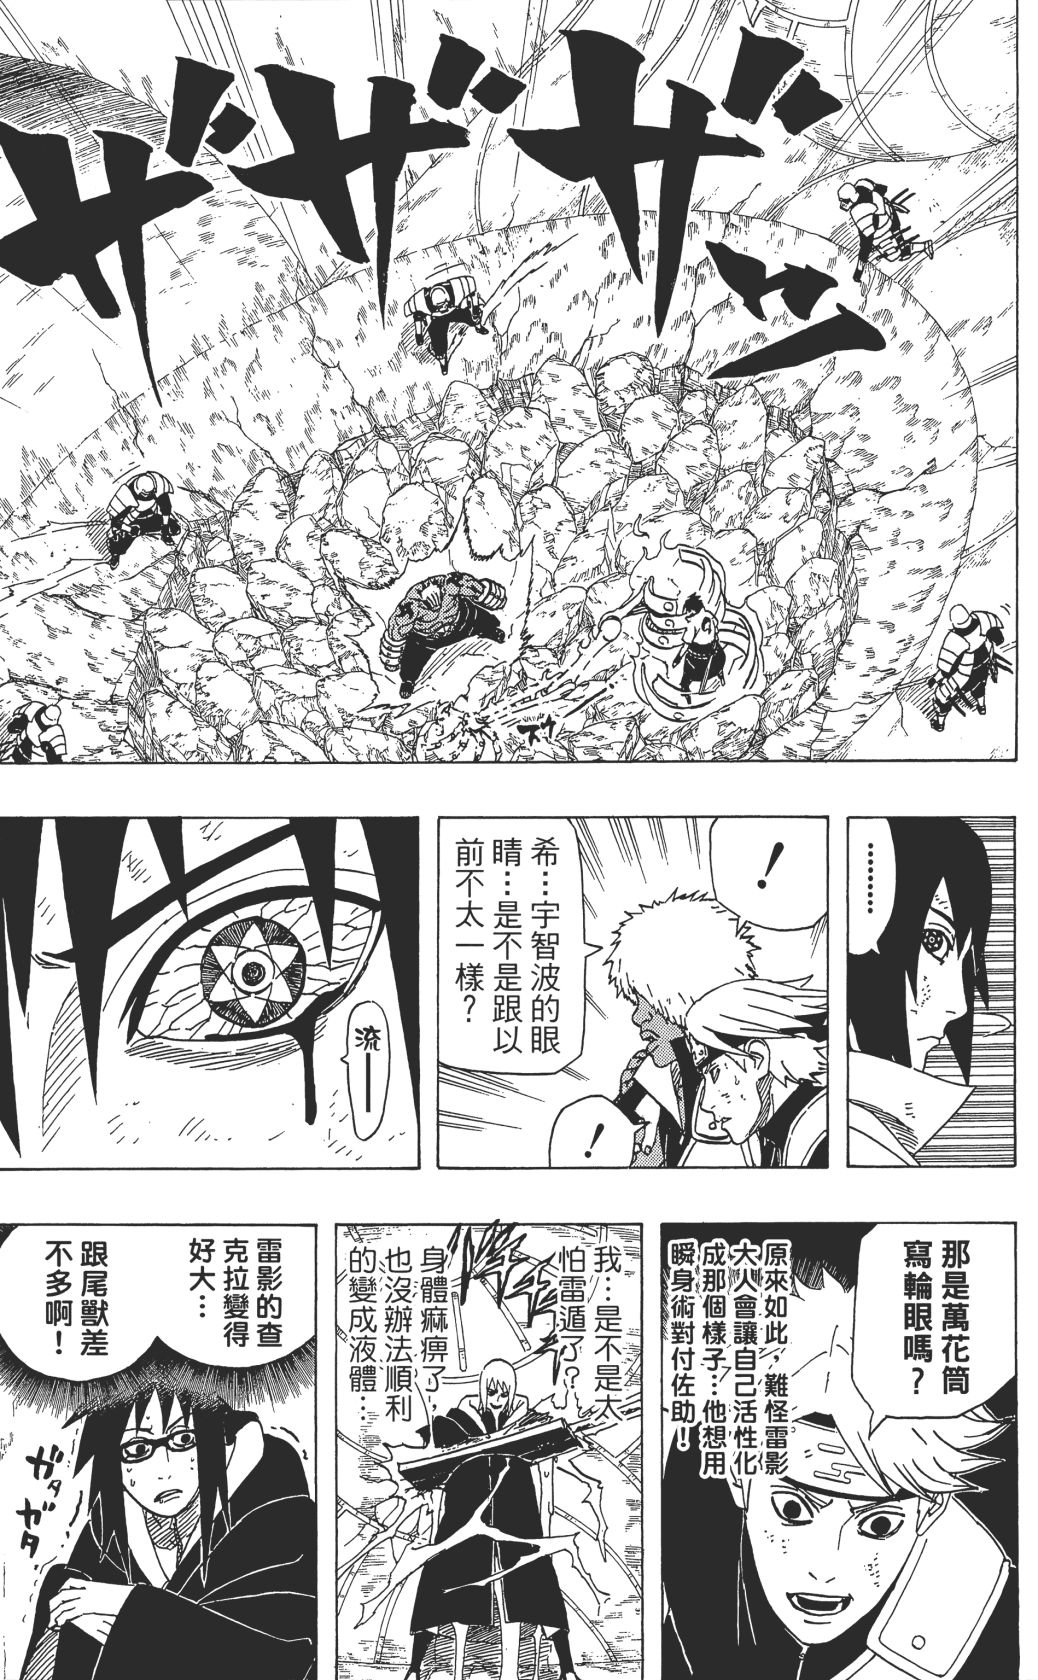 ザザザッ
ズサ
………
！
希…宇智波的眼
睛…是不是跟以
前不太一樣？
！
流——
那是萬花筒
寫輪眼嗎？
原來如此，難怪雷影
大人會讓自己活性化
成那個樣子…他想用
瞬身術對付佐助！
我…是不是太
怕雷遁了？
身體麻痹了，
也沒辦法順利
的變成液體…
雷影的查
克拉變得
好大…
跟尾獸差
不多啊！
ガタガタ